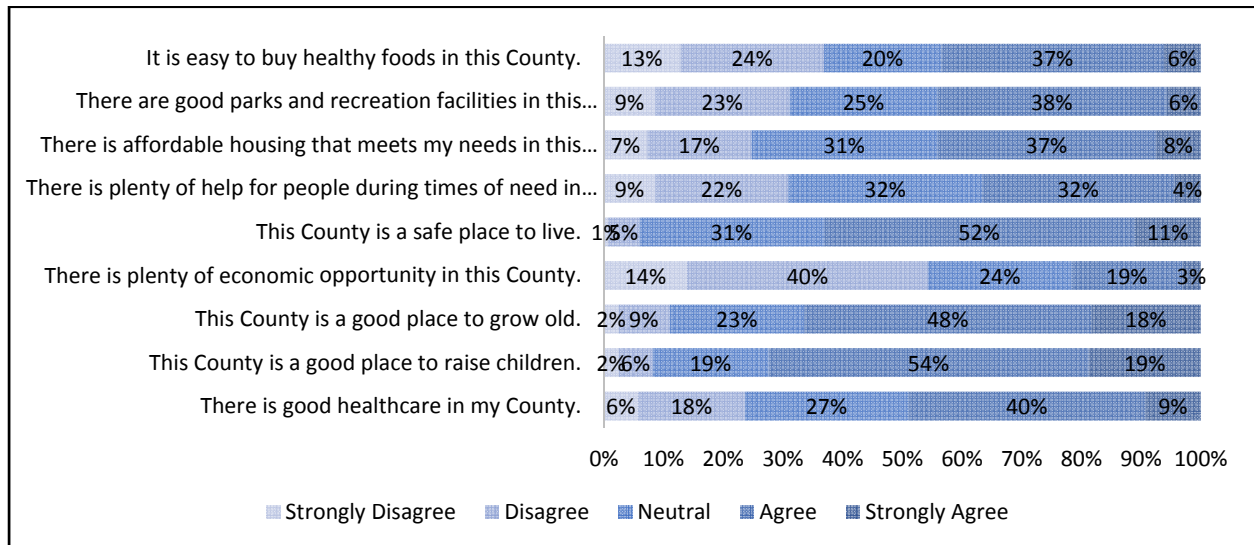 It is easy to buy healthy foods in this County. 13% 24% 20% 37% 6%
There are good parks and recreation facilities in this… 9% 23% 25% 38% 6%
There is affordable housing that meets my needs in this… 7% 17% 31% 37% 8%
There is plenty of help for people during times of need in… 9% 22% 32% 32% 4%
This County is a safe place to live. 1% 5% 31% 52% 11%
There is plenty of economic opportunity in this County. 14% 40% 24% 19% 3%
This County is a good place to grow old. 2% 9% 23% 48% 18%
This County is a good place to raise children. 2% 6% 19% 54% 19%
There is good healthcare in my County. 6% 18% 27% 40% 9%
0% 10% 20% 30% 40% 50% 60% 70% 80% 90% 100%
Strongly Disagree Disagree Neutral Agree Strongly Agree